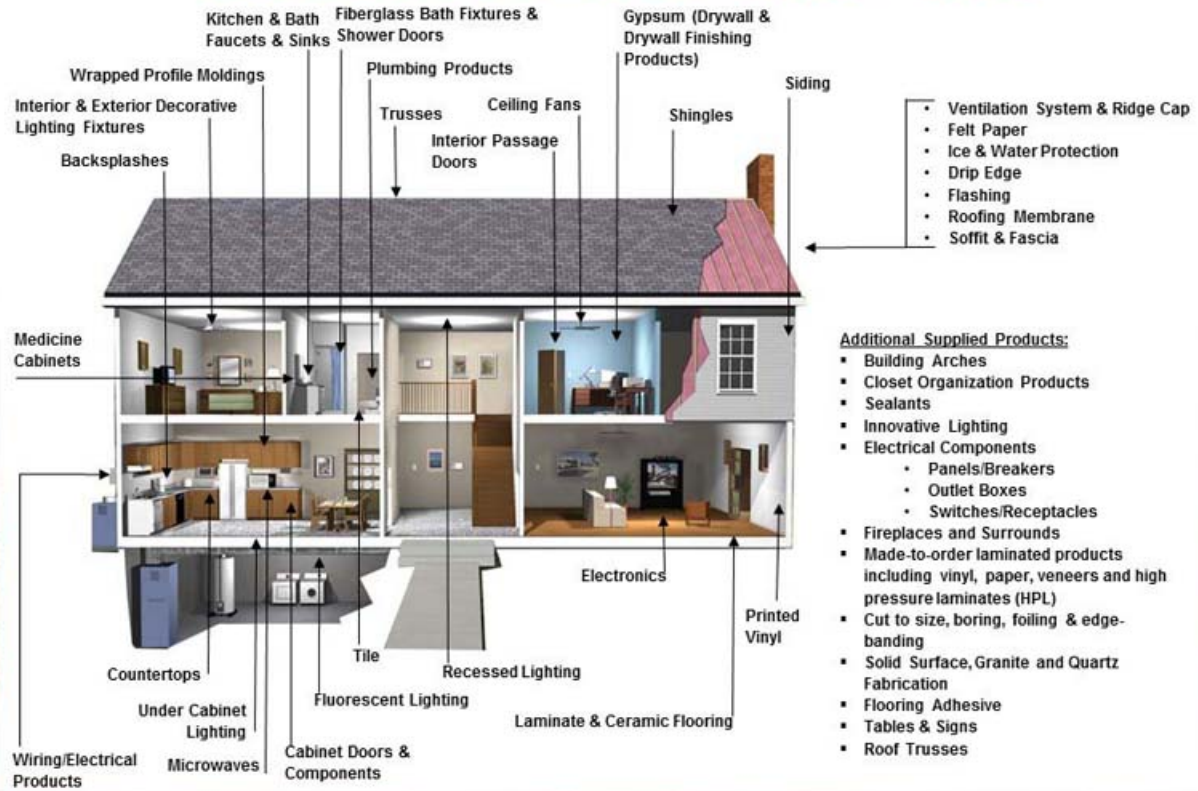 Kitchen & Bath
Faucets & Sinks
Fiberglass Bath Fixtures &
Shower Doors
Gypsum (Drywall &
Drywall Finishing
Products)
Wrapped Profile Moldings
Plumbing Products
Siding
Interior & Exterior Decorative
Lighting Fixtures
Trusses
Ceiling Fans
Shingles
Interior Passage
Doors
Backsplashes
• Ventilation System & Ridge Cap
• Felt Paper
• Ice & Water Protection
• Drip Edge
• Flashing
• Roofing Membrane
• Soffit & Fascia
Medicine
Cabinets
Additional Supplied Products:
▪ Building Arches
▪ Closet Organization Products
▪ Sealants
▪ Innovative Lighting
▪ Electrical Components
• Panels/Breakers
• Outlet Boxes
• Switches/Receptacles
▪ Fireplaces and Surrounds
▪ Made-to-order laminated products
including vinyl, paper, veneers and high
pressure laminates (HPL)
▪ Cut to size, boring, foiling & edge-
banding
▪ Solid Surface, Granite and Quartz
Fabrication
▪ Flooring Adhesive
▪ Tables & Signs
▪ Roof Trusses
Electronics
Printed
Vinyl
Tile
Countertops
Recessed Lighting
Fluorescent Lighting
Under Cabinet
Lighting
Laminate & Ceramic Flooring
Wiring/Electrical
Products
Microwaves
Cabinet Doors &
Components